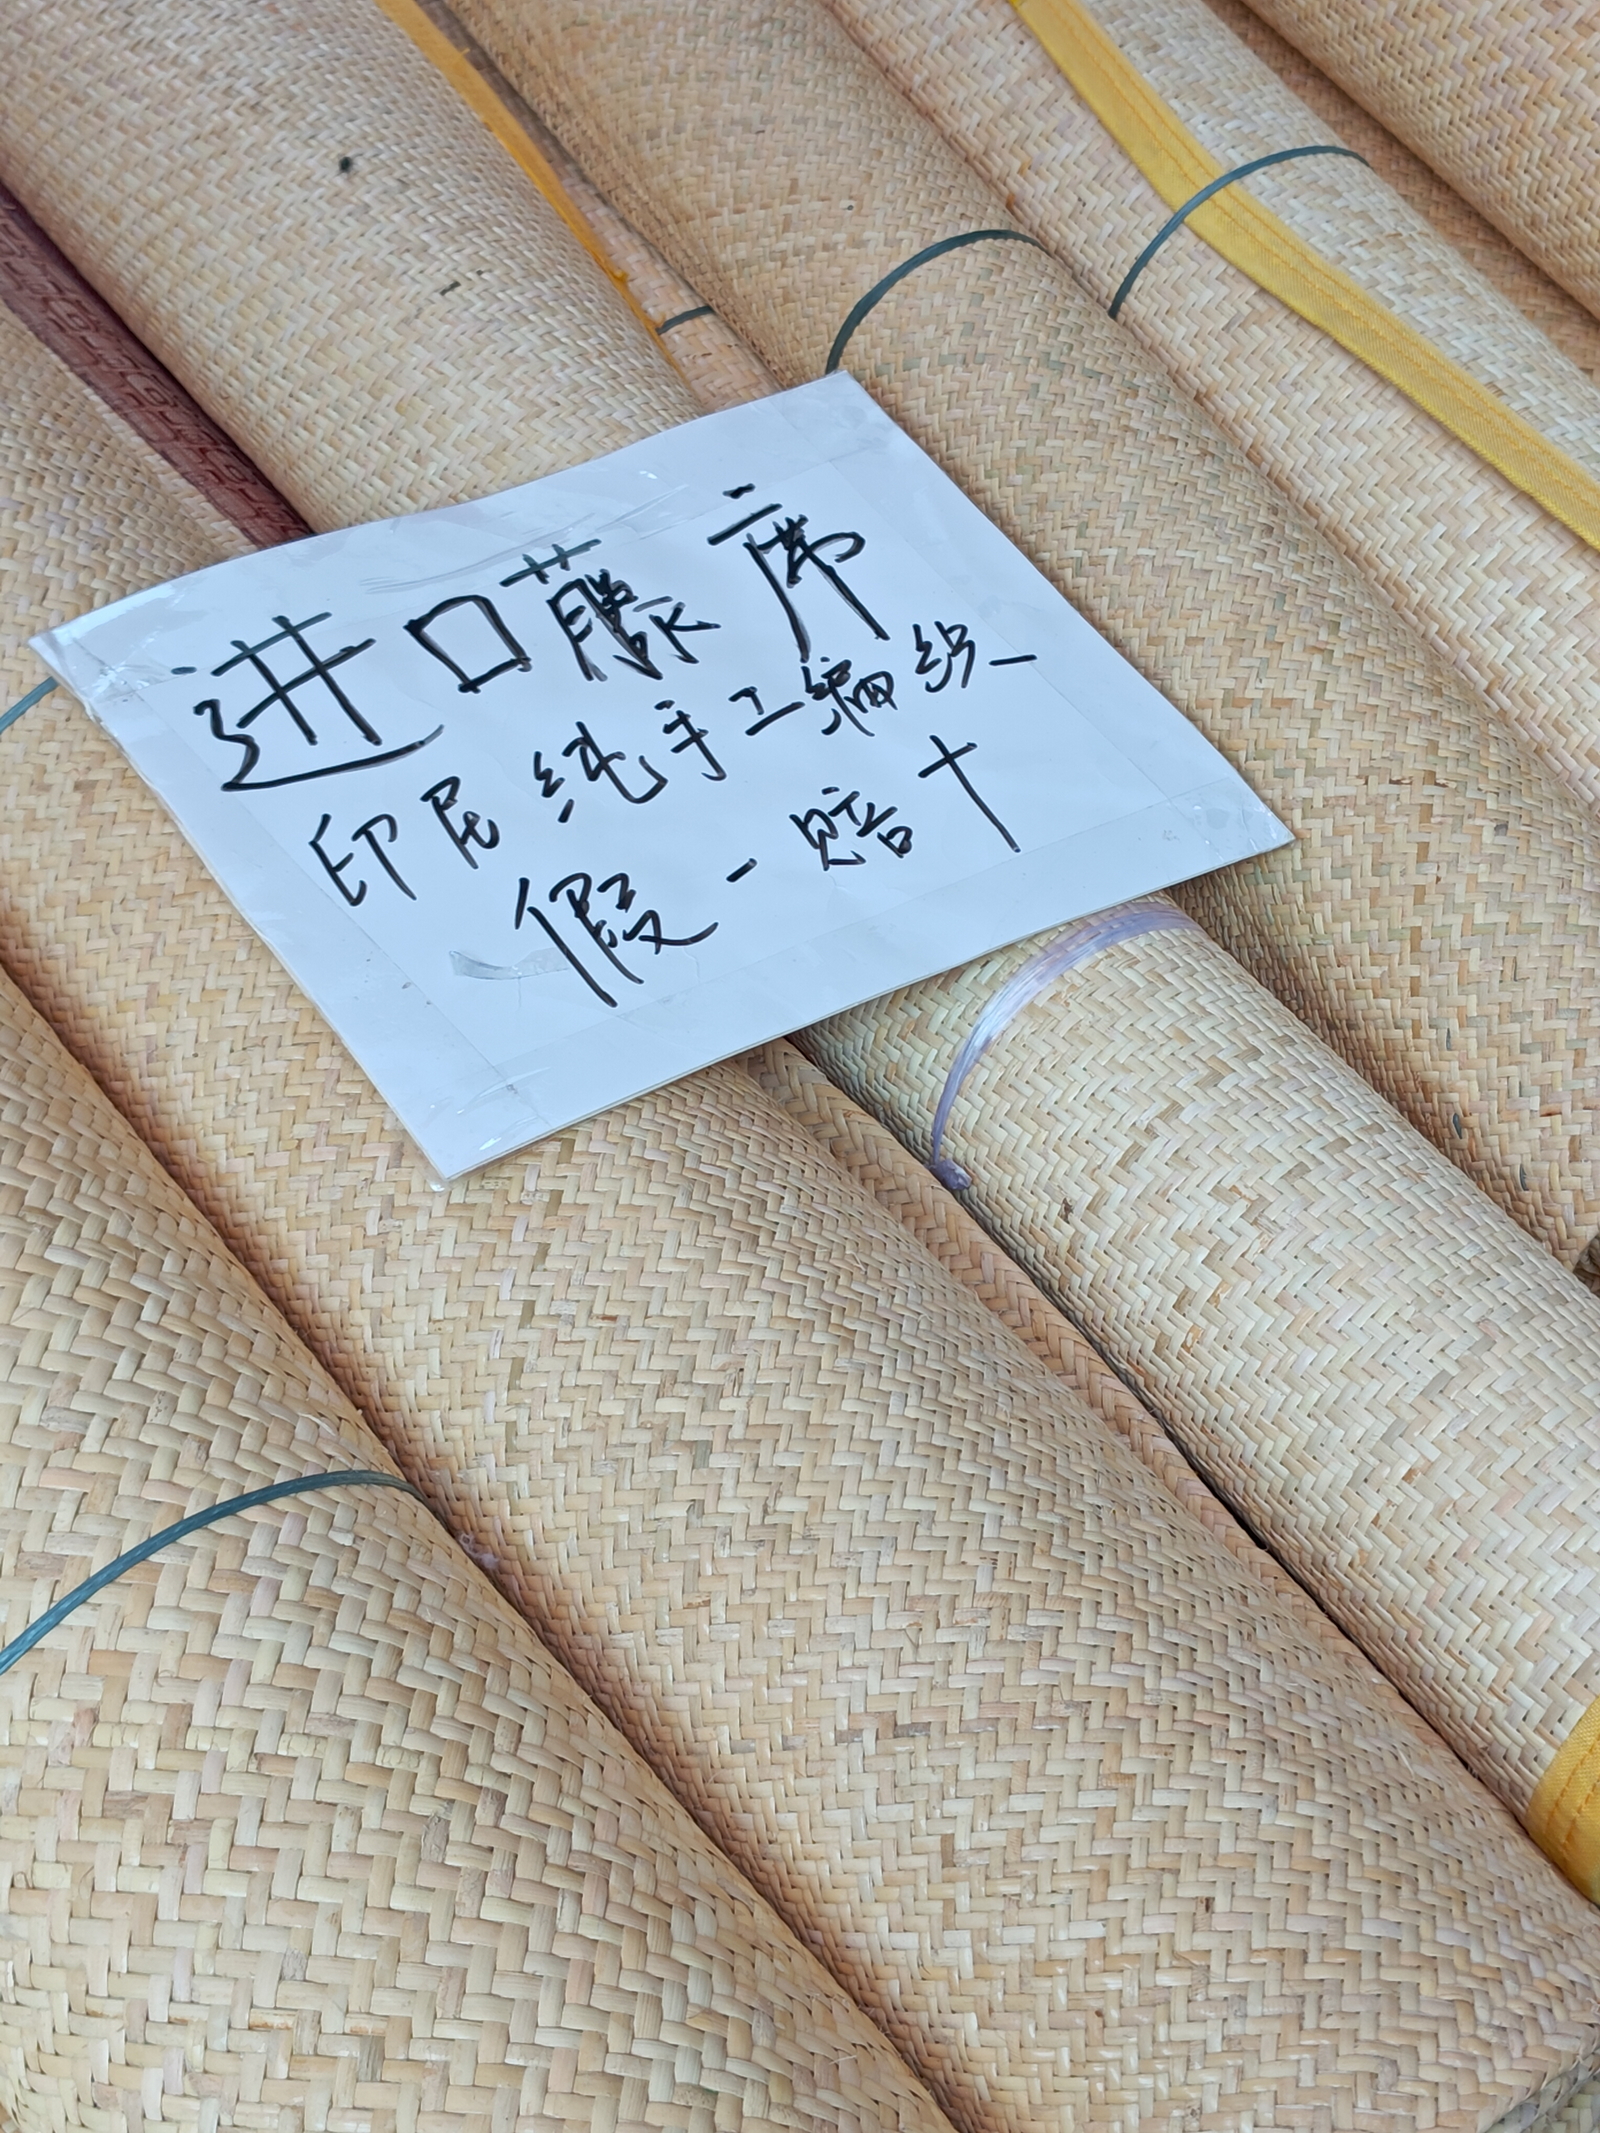 进口藤席
印尼纯手工编织
假一赔十